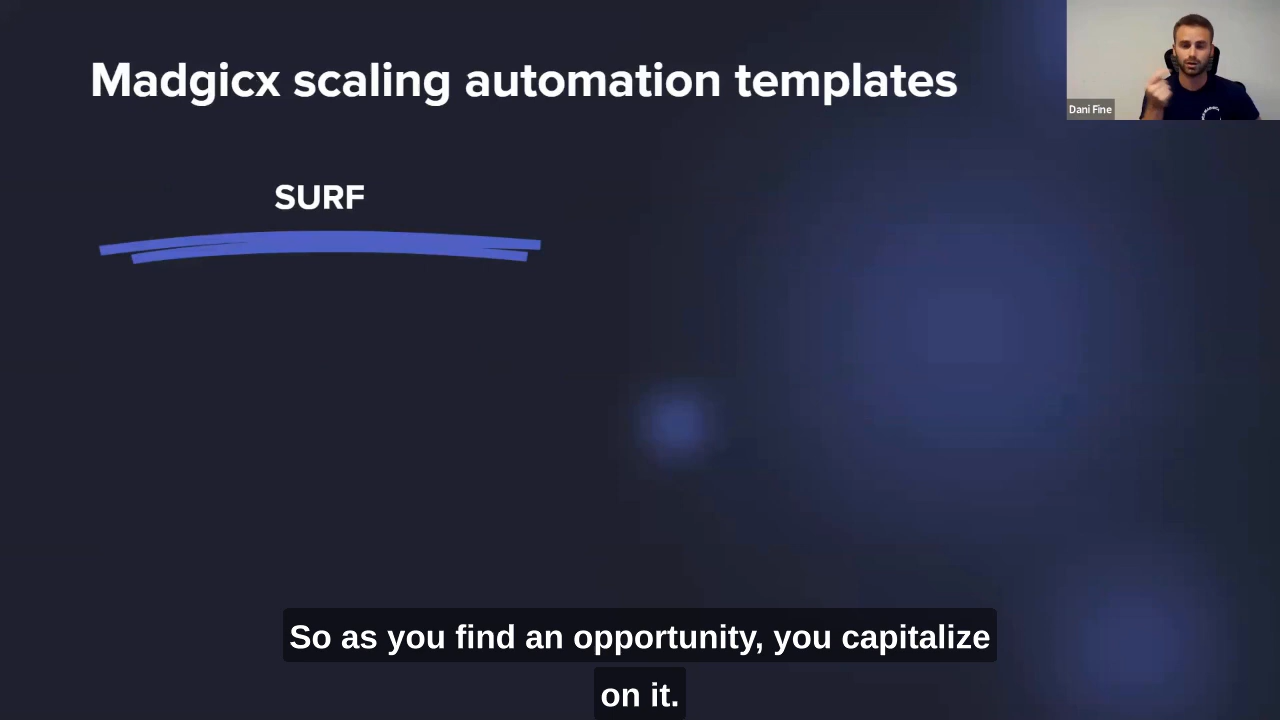 Madgicx scaling automation templates
Dani Fine
SURF
So as you find an opportunity, you capitalize
on it.